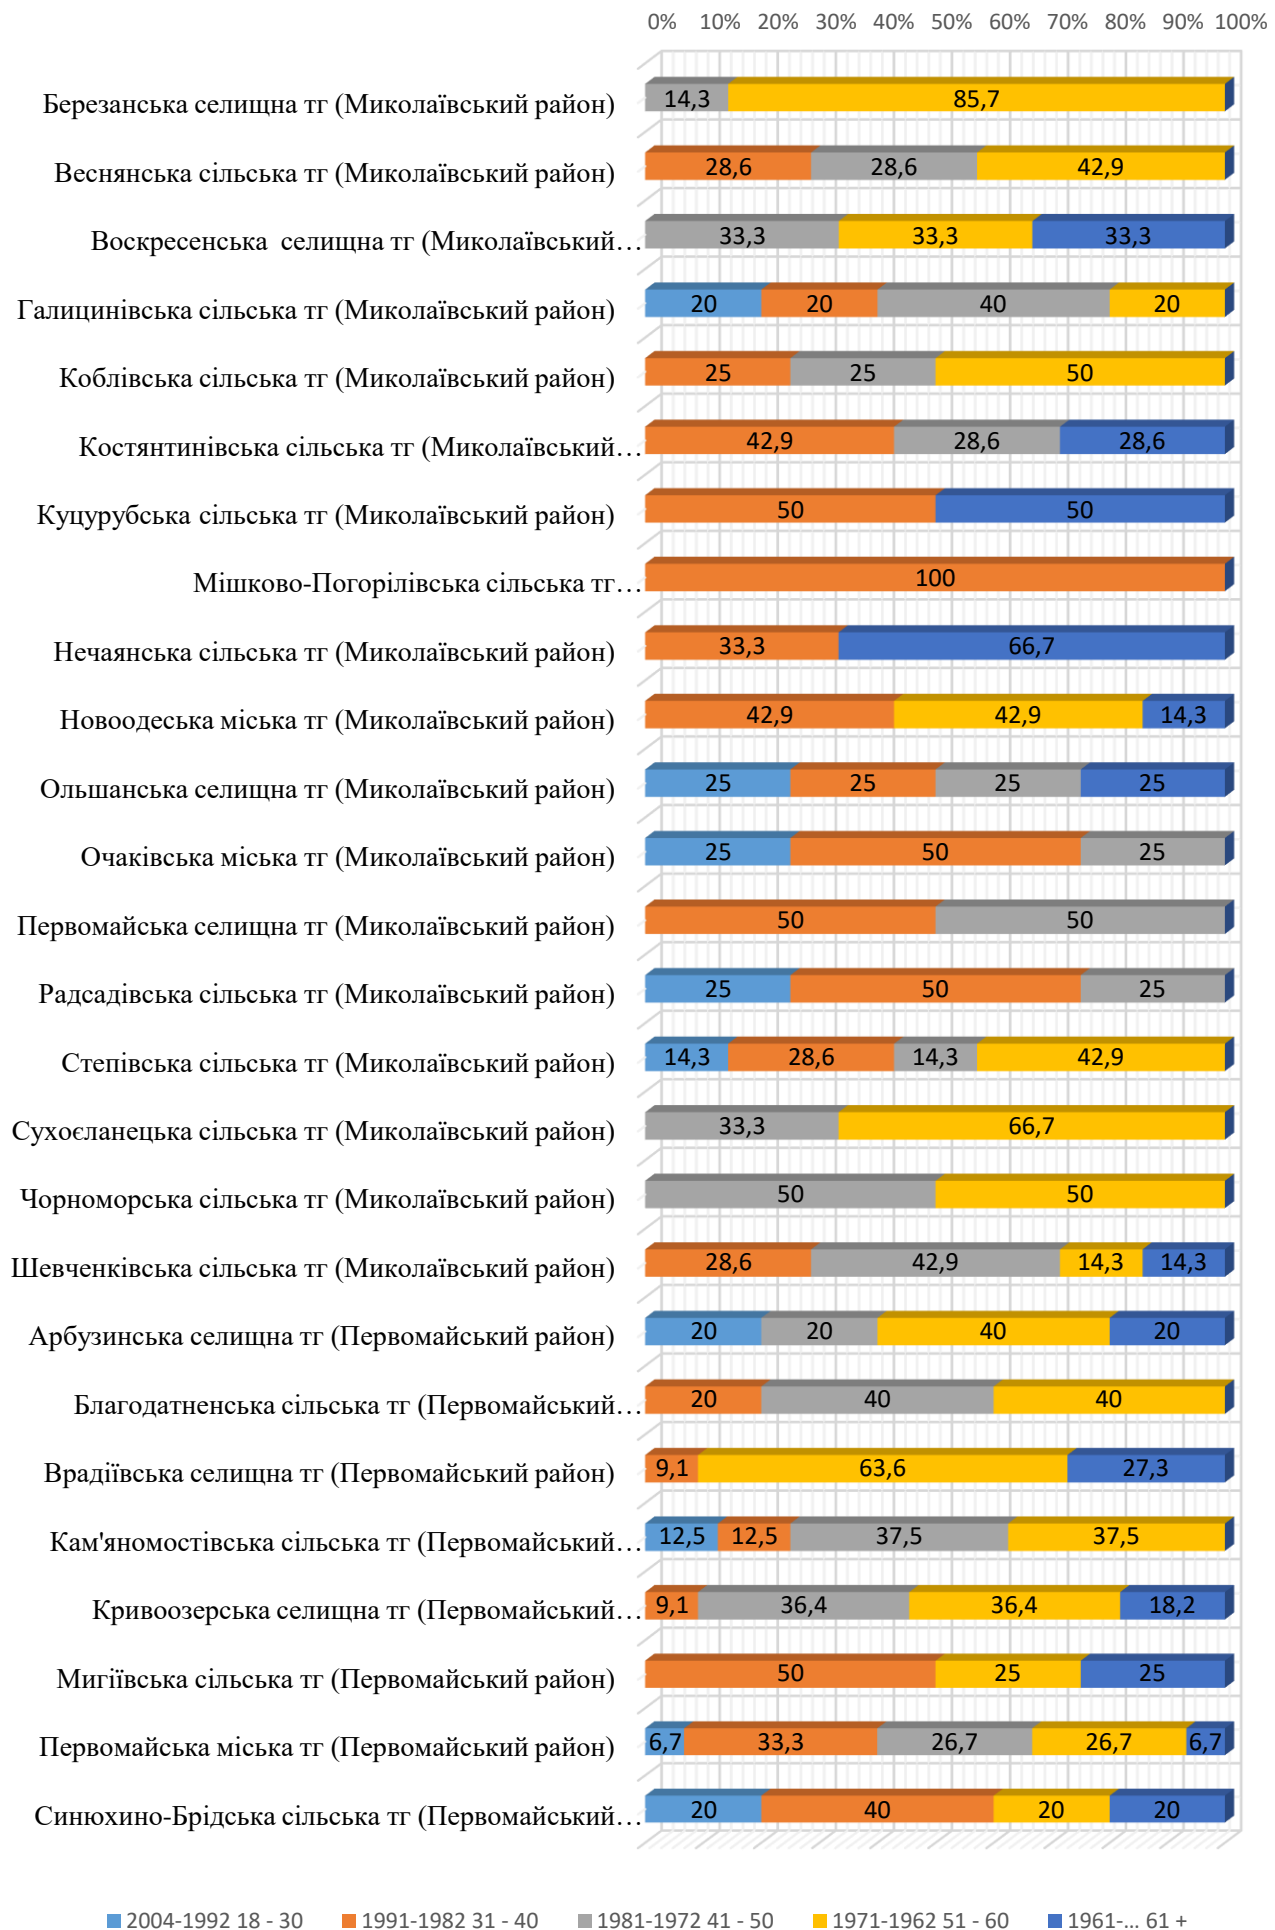 0% 10% 20% 30% 40% 50% 60% 70% 80% 90% 100%
Березанська селищна тг (Миколаївський район) 14,3 85,7
Веснянська сільська тг (Миколаївський район) 28,6 28,6 42,9
Воскресенська селищна тг (Миколаївський… 33,3 33,3 33,3
Галицинівська сільська тг (Миколаївський район) 20 20 40 20
Коблівська сільська тг (Миколаївський район) 25 25 50
Костянтинівська сільська тг (Миколаївський… 42,9 28,6 28,6
Куцурубська сільська тг (Миколаївський район) 50 50
Мішково-Погорілівська сільська тг… 100
Нечаянська сільська тг (Миколаївський район) 33,3 66,7
Новоодеська міська тг (Миколаївський район) 42,9 42,9 14,3
Ольшанська селищна тг (Миколаївський район) 25 25 25 25
Очаківська міська тг (Миколаївський район) 25 50 25
Первомайська селищна тг (Миколаївський район) 50 50
Радсадівська сільська тг (Миколаївський район) 25 50 25
Степівська сільська тг (Миколаївський район) 14,3 28,6 14,3 42,9
Сухоєланецька сільська тг (Миколаївський район) 33,3 66,7
Чорноморська сільська тг (Миколаївський район) 50 50
Шевченківська сільська тг (Миколаївський район) 28,6 42,9 14,3 14,3
Арбузинська селищна тг (Первомайський район) 20 20 40 20
Благодатненська сільська тг (Первомайський… 20 40 40
Врадіївська селищна тг (Первомайський район) 9,1 63,6 27,3
Кам'яномостівська сільська тг (Первомайський… 12,5 12,5 37,5 37,5
Кривоозерська селищна тг (Первомайський… 9,1 36,4 36,4 18,2
Мигіївська сільська тг (Первомайський район) 50 25 25
Первомайська міська тг (Первомайський район) 6,7 33,3 26,7 26,7 6,7
Синюхино-Брідська сільська тг (Первомайський… 20 40 20 20
2004-1992 18 - 30 1991-1982 31 - 40 1981-1972 41 - 50 1971-1962 51 - 60 1961-... 61 +